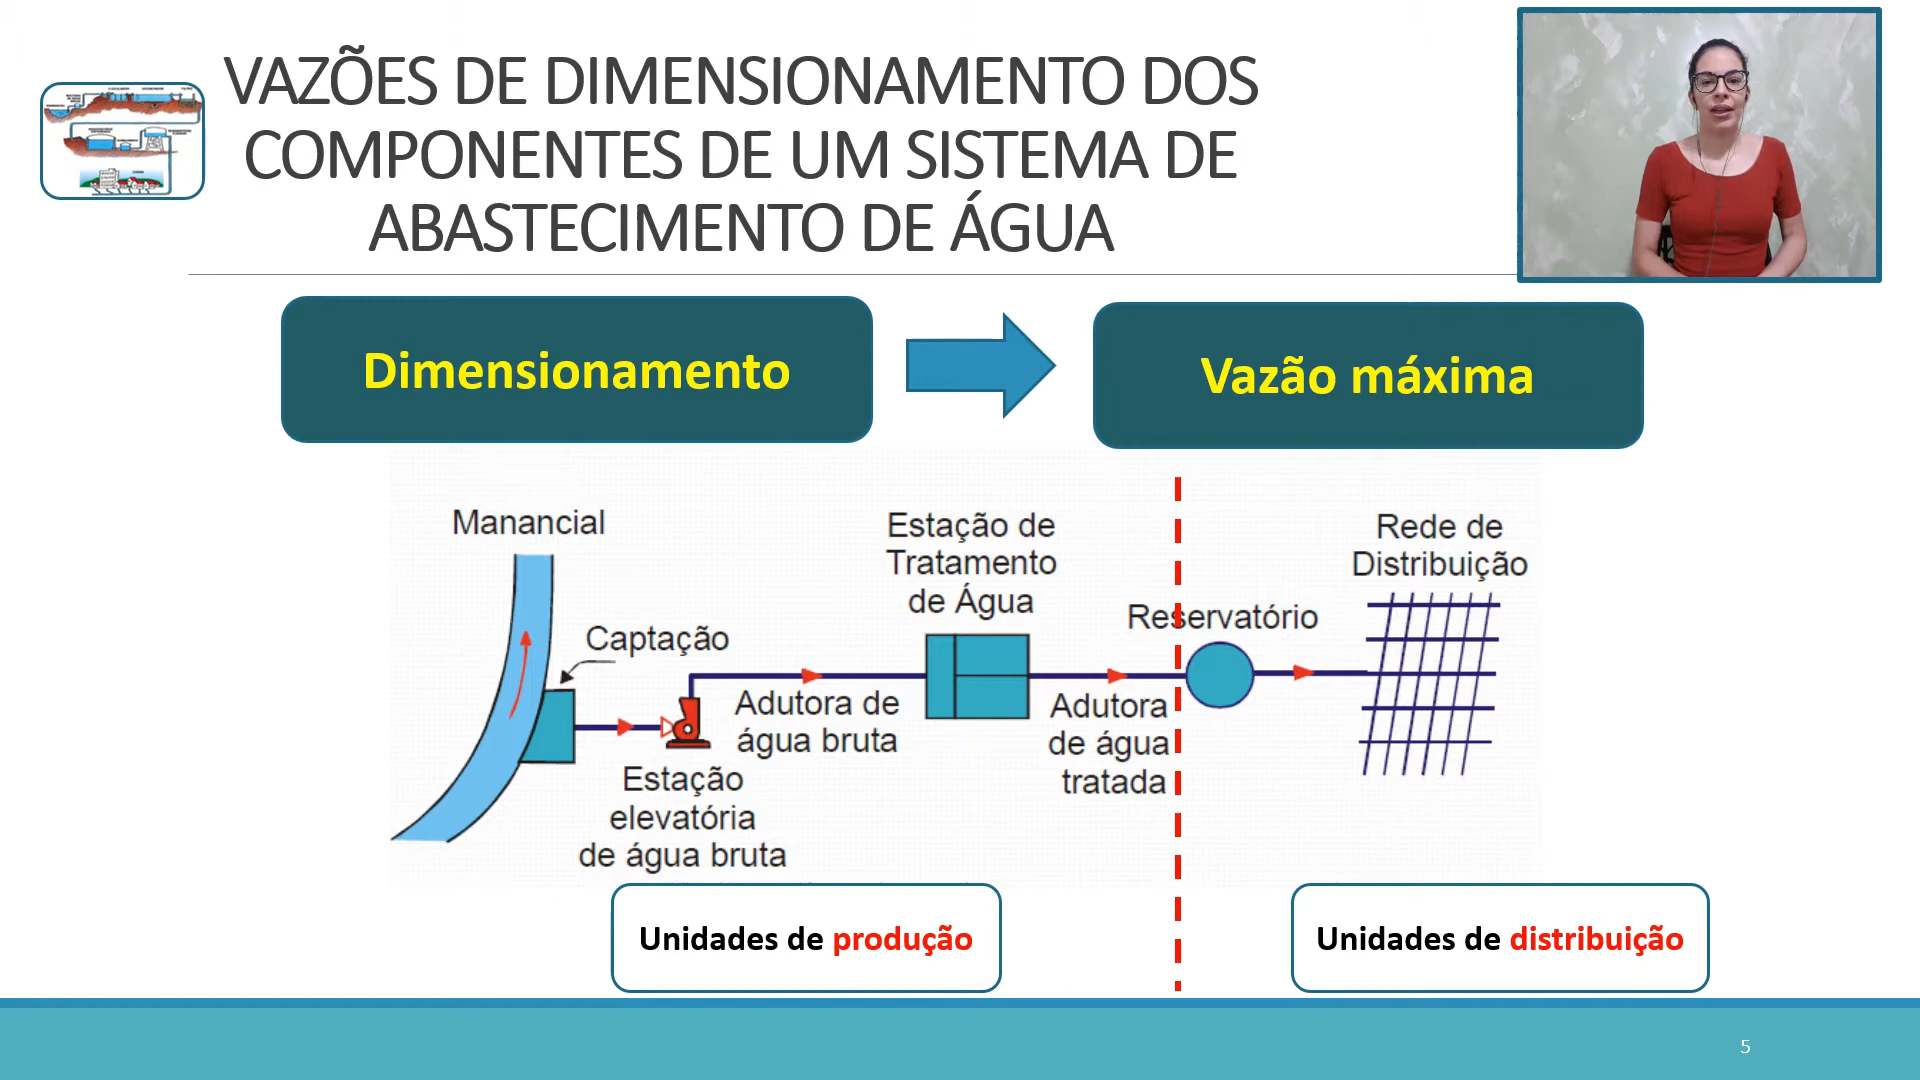 VAZÕES DE DIMENSIONAMENTO DOS
COMPONENTES DE UM SISTEMA DE
ABASTECIMENTO DE ÁGUA
Dimensionamento
Vazão máxima
Manancial
Captação
Estação
elevatória
de água bruta
Adutora de
água bruta
Estação de
Tratamento
de Água
Adutora
de água
tratada
Reservatório
Rede de
Distribuição
Unidades de produção
Unidades de distribuição
5